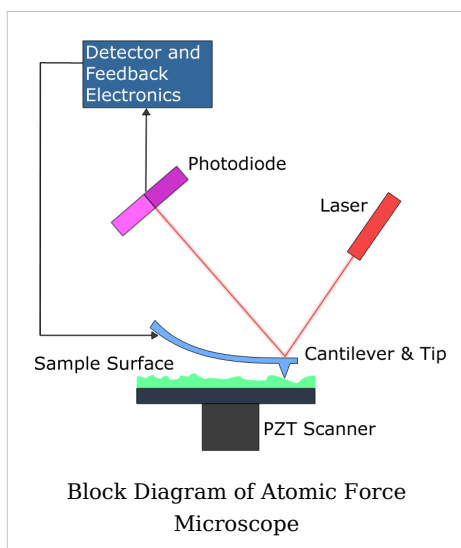 Detector and
Feedback
Electronics
Photodiode
Laser
Cantilever & Tip
Sample Surface
PZT Scanner
Block Diagram of Atomic Force
Microscope